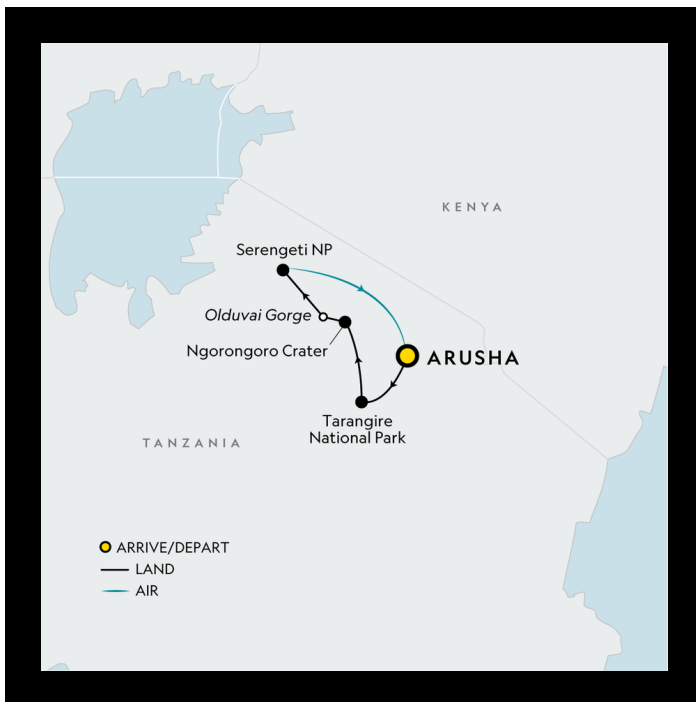 KENYA
Serengeti NP
Olduvai Gorge
Ngorongoro Crater
ARUSHA
Tarangire
National Park
TANZANIA
ARRIVE/DEPART
LAND
AIR